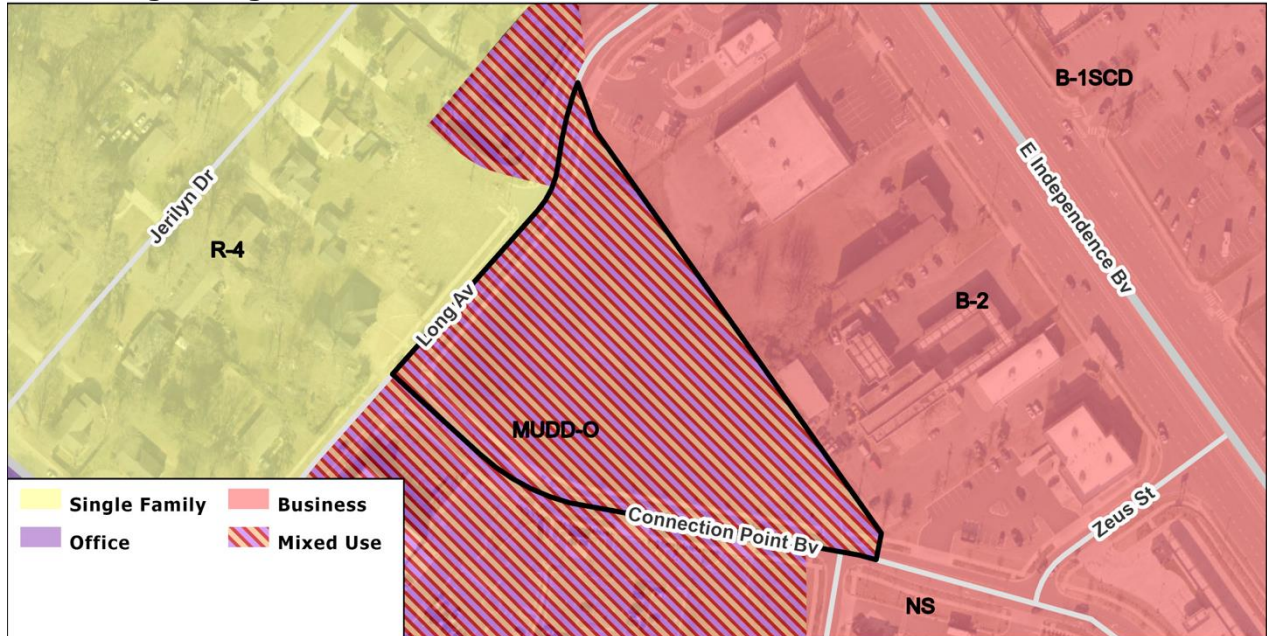 B-1SCD
E Independence Bv
Jerilyn Dr
R-4
Long Av
B-2
MUDD-O
Single Family
Business
Office
Mixed Use
Connection Point Bv
Zeus St
NS